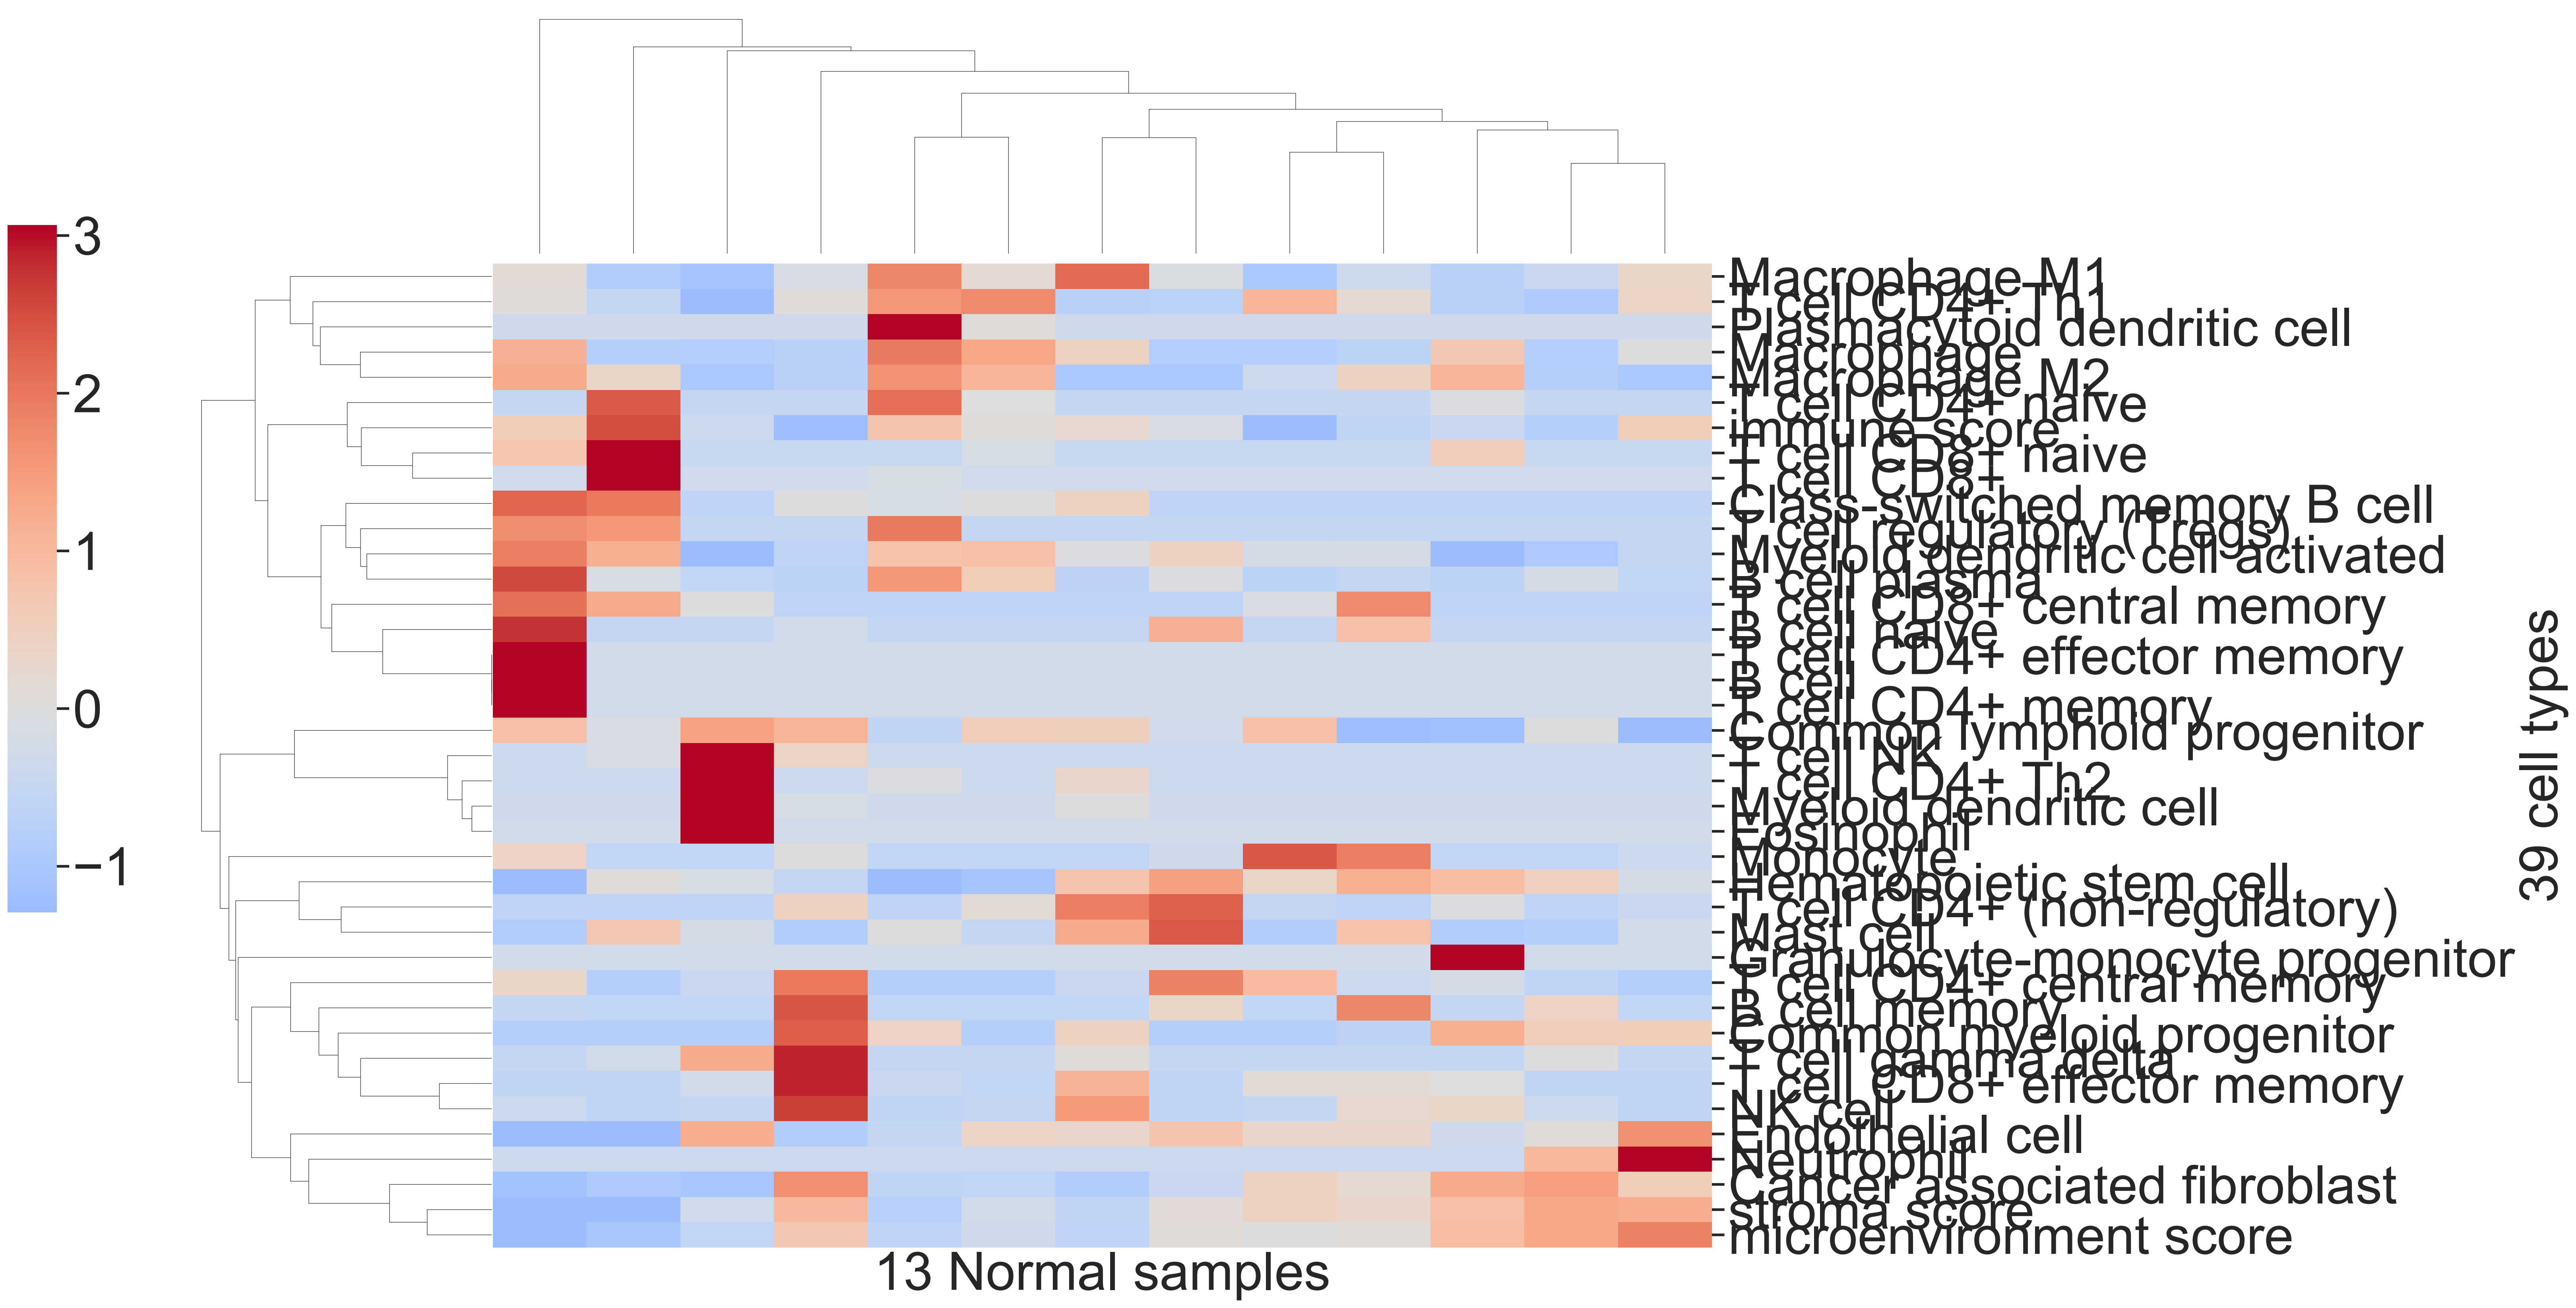 3
2
1
0
−1
Macrophage M1
T cell CD4+ Th1
Plasmacytoid dendritic cell
Macrophage
Macrophage M2
T cell CD4+ naive
immune score
T cell CD8+ naive
T cell CD8+
Class-switched memory B cell
T cell regulatory (Tregs)
Myeloid dendritic cell activated
B cell plasma
T cell CD8+ central memory
B cell naive
T cell CD4+ effector memory
B cell
T cell CD4+ memory
Common lymphoid progenitor
T cell NK
T cell CD4+ Th2
Myeloid dendritic cell
Eosinophil
Monocyte
Hematopoietic stem cell
T cell CD4+ (non-regulatory)
Mast cell
Granulocyte-monocyte progenitor
T cell CD4+ central memory
B cell memory
Common myeloid progenitor
T cell gamma delta
T cell CD8+ effector memory
NK cell
Endothelial cell
Neutrophil
Cancer associated fibroblast
stroma score
microenvironment score
39 cell types
13 Normal samples